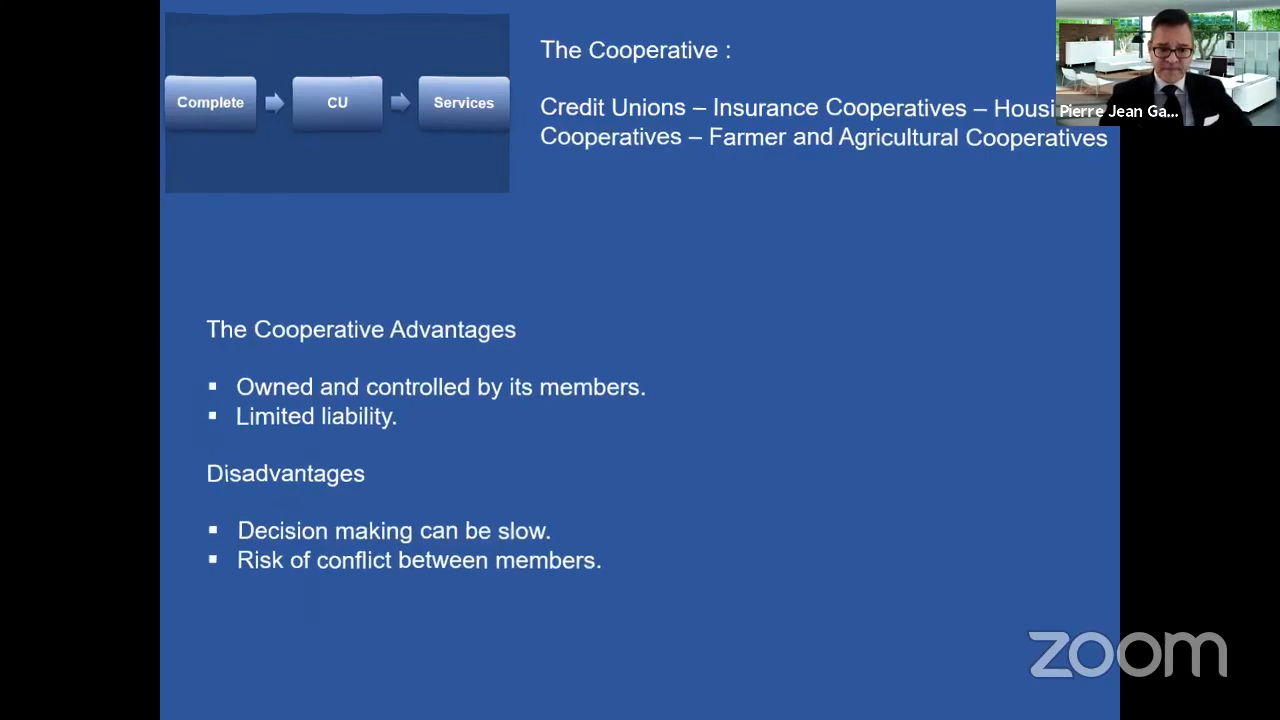 Complete
CU
Services
The Cooperative :
Credit Unions – Insurance Cooperatives – Housi
Cooperatives – Farmer and Agricultural Cooperatives
Pierre Jean Ga...
The Cooperative Advantages
▪ Owned and controlled by its members.
▪ Limited liability.
Disadvantages
▪ Decision making can be slow.
▪ Risk of conflict between members.
zoom